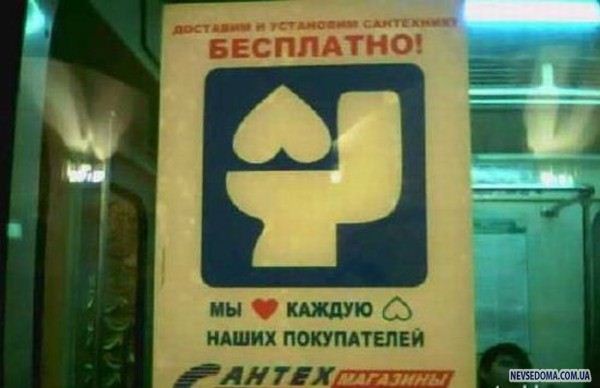 ДОСТАВИМ И УСТАНОВИМ САНТЕХНИКУ
БЕСПЛАТНО!
МЫ ❤ КАЖДУЮ ♡
НАШИХ ПОКУПАТЕЛЕЙ
САНТЕХ МАГАЗИНЫ
NEVSEDOMA.COM.UA